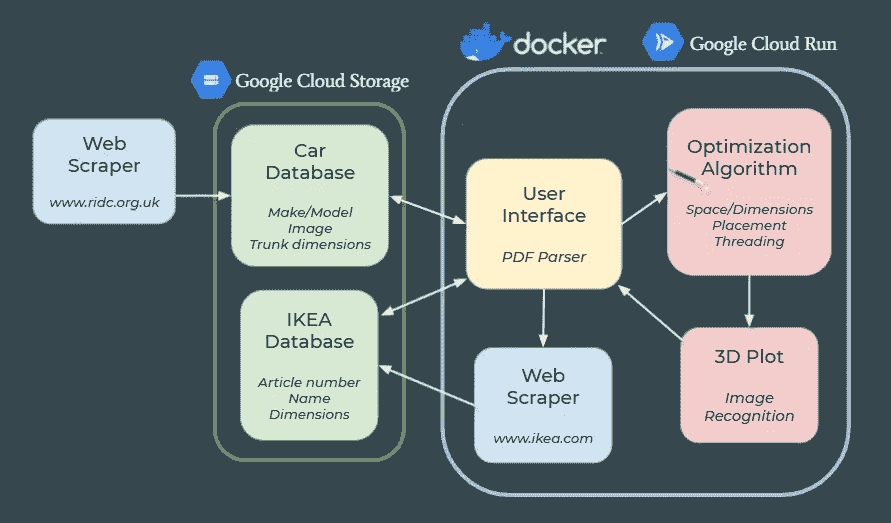 docker
Google Cloud Run
Google Cloud Storage
Web
Scraper
www.ridc.org.uk
Car
Database
Make/Model
Image
Trunk dimensions
IKEA
Database
Article number
Name
Dimensions
User
Interface
PDF Parser
Web
Scraper
www.ikea.com
Optimization
Algorithm
Space/Dimensions
Placement
Threading
3D Plot
Image
Recognition